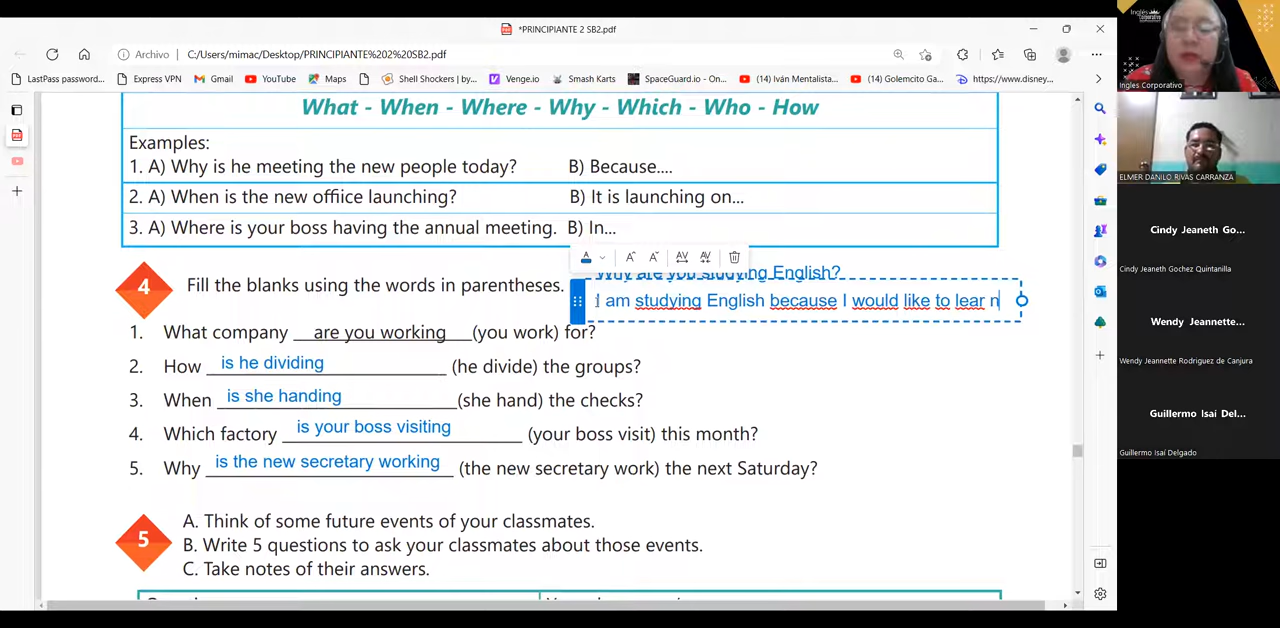 *PRINCIPIANTE 2 SB2.pdf
Archivo | C:/Users/mimac/Desktop/PRINCIPIANTE%202%20SB2.pdf
LastPass password... Express VPN Gmail YouTube Maps Shell Shockers | by... Venge.io Smash Karts SpaceGuard.io - On... (14) Iván Mentalista... (14) Golemcito Ga... https://www.disney...
What - When - Where - Why - Which - Who - How
Examples:
1. A) Why is he meeting the new people today? B) Because....
2. A) When is the new office launching? B) It is launching on...
3. A) Where is your boss having the annual meeting. B) In...
Why are you studying English?
4 Fill the blanks using the words in parentheses.
I am studying English because I would like to lear n
1. What company are you working (you work) for?
2. How is he dividing (he divide) the groups?
3. When is she handing (she hand) the checks?
4. Which factory is your boss visiting (your boss visit) this month?
5. Why is the new secretary working (the new secretary work) the next Saturday?
5 A. Think of some future events of your classmates.
B. Write 5 questions to ask your classmates about those events.
C. Take notes of their answers.
Inglés
Corporativo
Ingles Corporativo
ELMER DANILO RIVAS CARRANZA
Cindy Jeaneth Go...
Cindy Jeaneth Gochez Quintanilla
Wendy Jeannette...
Wendy Jeannette Rodriguez de Canjura
Guillermo Isaí Del...
Guillermo Isaí Delgado